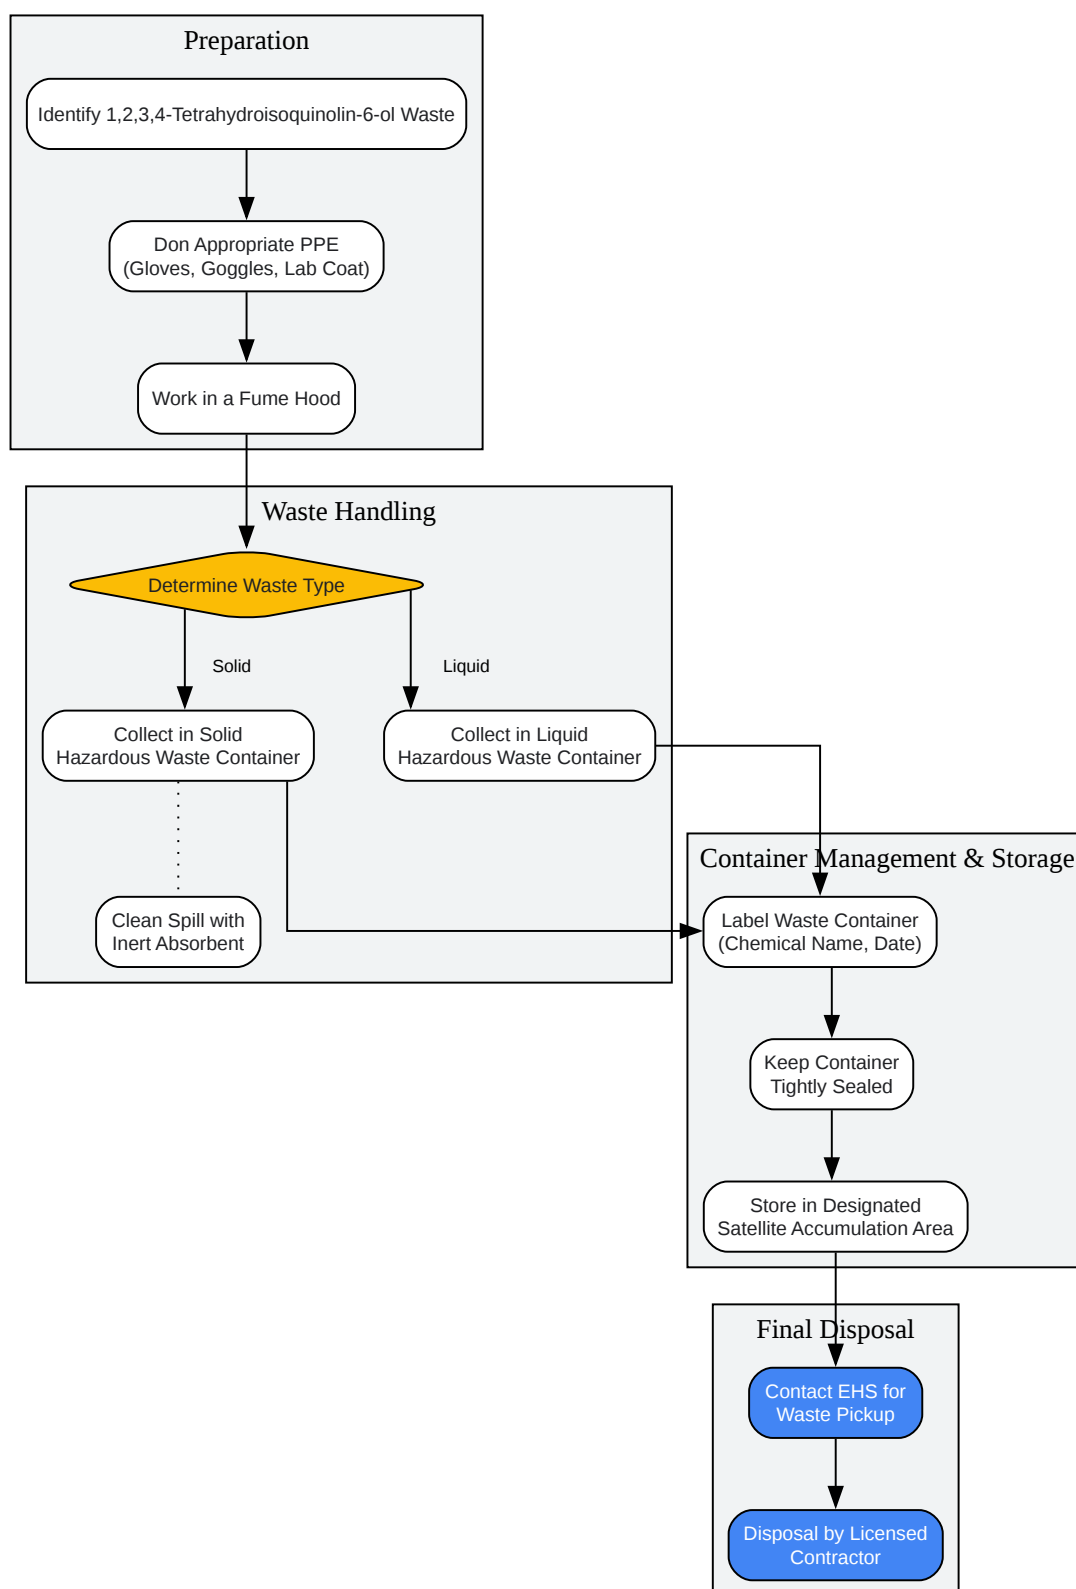 Preparation
Identify 1,2,3,4-Tetrahydroisoquinolin-6-ol Waste
Don Appropriate PPE
(Gloves, Goggles, Lab Coat)
Work in a Fume Hood
Waste Handling
Determine Waste Type
Solid
Liquid
Collect in Solid
Hazardous Waste Container
Collect in Liquid
Hazardous Waste Container
Clean Spill with
Inert Absorbent
Container Management & Storage
Label Waste Container
(Chemical Name, Date)
Keep Container
Tightly Sealed
Store in Designated
Satellite Accumulation Area
Final Disposal
Contact EHS for
Waste Pickup
Disposal by Licensed
Contractor